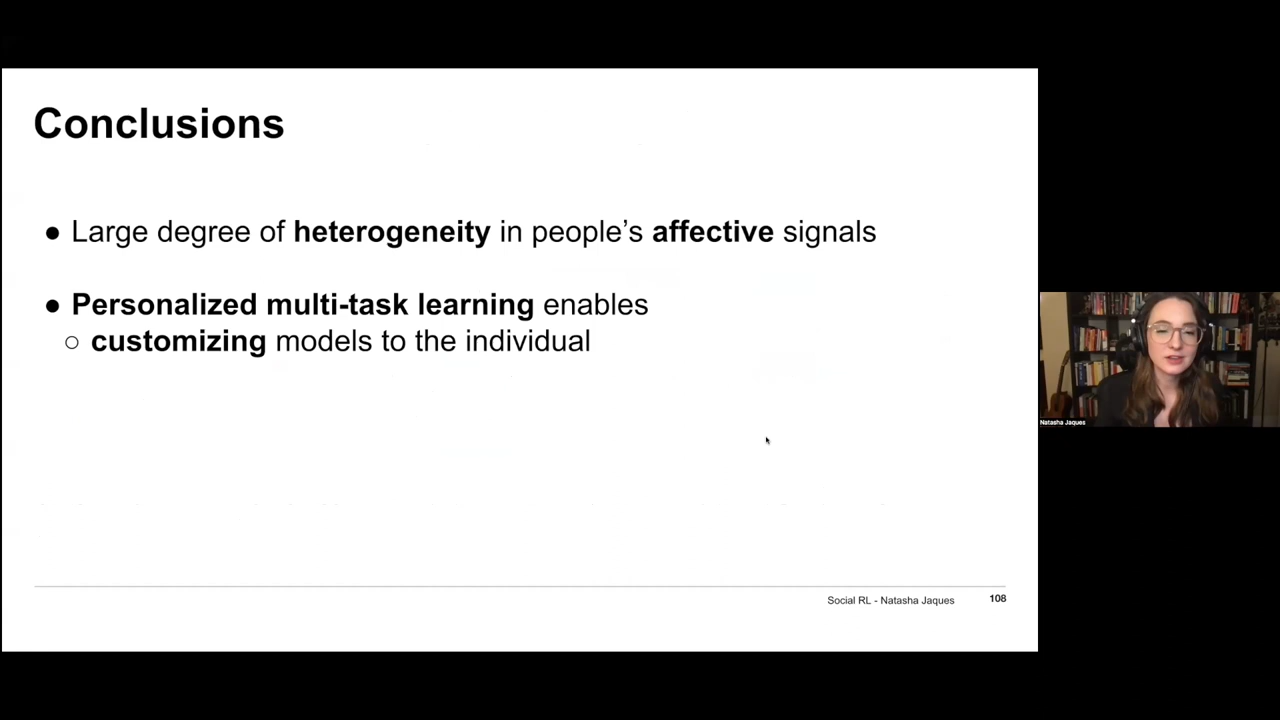 Conclusions
● Large degree of heterogeneity in people's affective signals
● Personalized multi-task learning enables
○ customizing models to the individual
Natasha Jaques
Social RL - Natasha Jaques
108